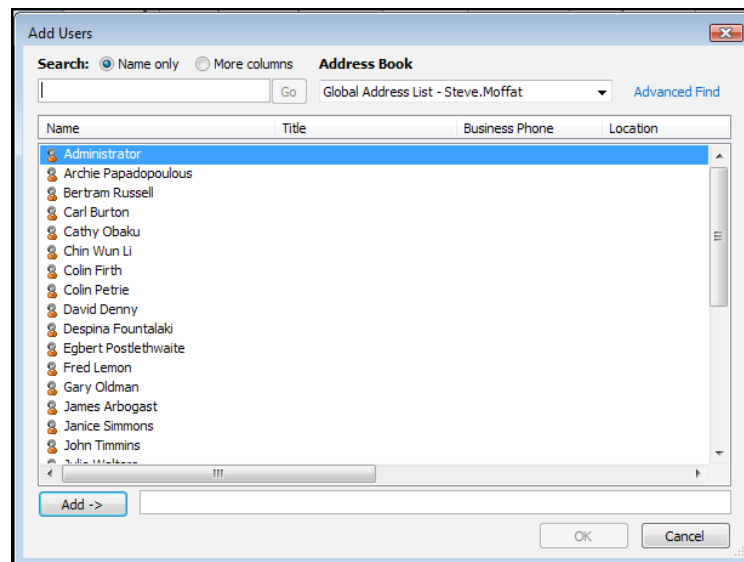 Add Users
Search: Name only More columns Address Book
Go Global Address List - Steve.Moffat Advanced Find
Name Title Business Phone Location
Administrator
Archie Papadopoulous
Bertram Russell
Carl Burton
Cathy Obaku
Chin Wun Li
Colin Firth
Colin Petrie
David Denny
Despina Fountalaki
Egbert Postlethwaite
Fred Lemon
Gary Oldman
James Arbogast
Janice Simmons
John Timmins
Add ->
OK Cancel